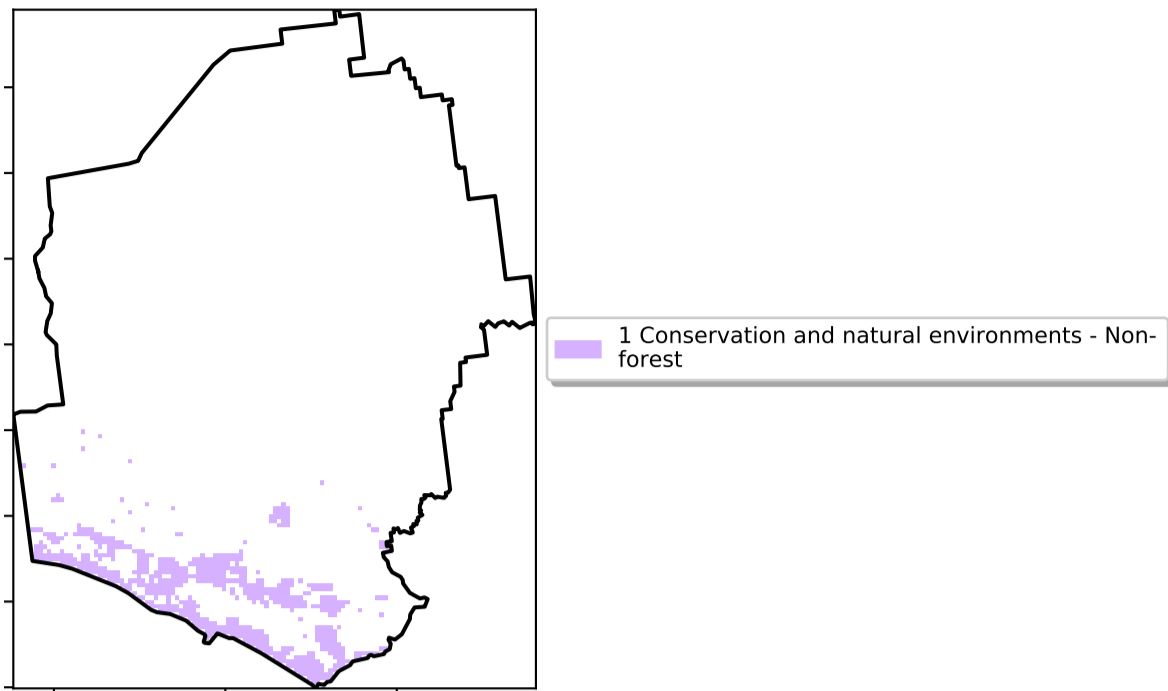 1 Conservation and natural environments - Non-
forest